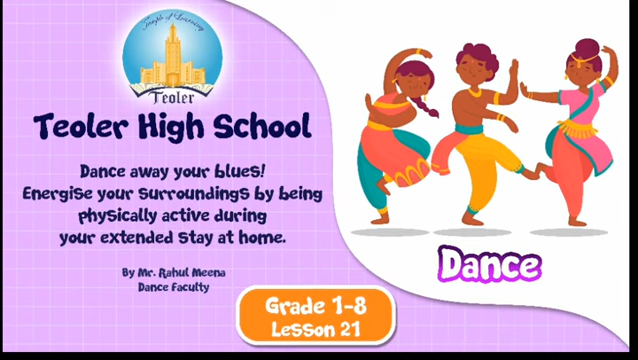 Temple of Learning
Teoler
Teoler High School
Dance away your blues!
Energise your surroundings by being
physically active during
your extended stay at home.
By Mr. Rahul Meena
Dance Faculty
Dance
Grade 1-8
Lesson 21